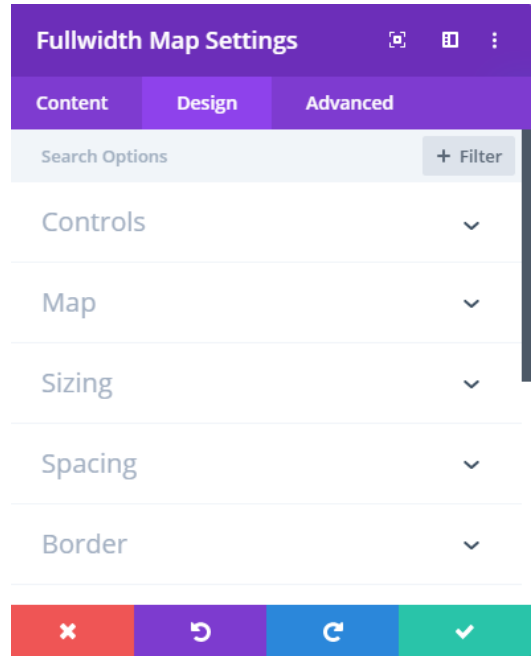 Fullwidth Map Settings
Content Design Advanced
Search Options + Filter
Controls
Map
Sizing
Spacing
Border